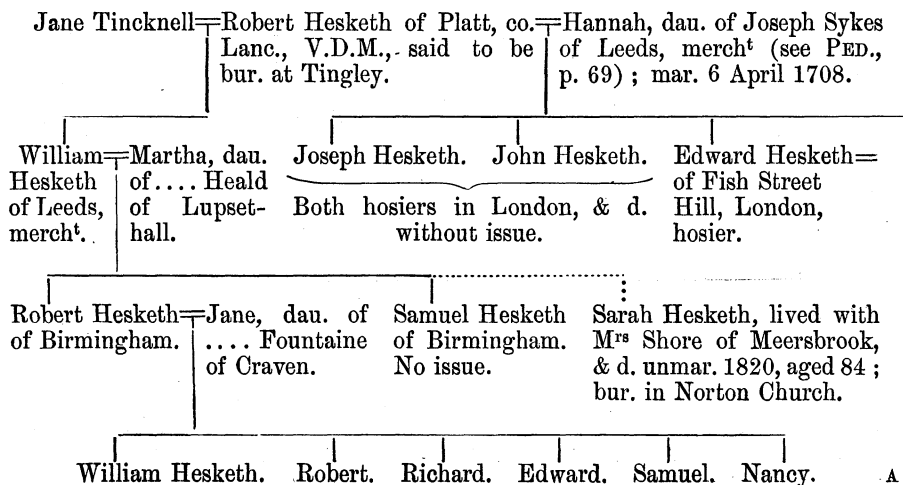 Jane Tincknell=Robert Hesketh of Platt, co.=Hannah, dau. of Joseph Sykes
Lanc., V.D.M., said to be of Leeds, mercht (see PED.,
bur. at Tingley. p. 69) ; mar. 6 April 1708.
William=Martha, dau. Joseph Hesketh. John Hesketh. Edward Hesketh=
Hesketh of.... Heald of Fish Street
of Leeds, of Lupset- Both hosiers in London, & d. Hill, London,
mercht. hall. without issue. hosier.
Robert Hesketh=Jane, dau. of Samuel Hesketh Sarah Hesketh, lived with
of Birmingham. .... Fountaine of Birmingham. Mrs Shore of Meersbrook,
of Craven. No issue. & d. unmar. 1820, aged 84 ;
bur. in Norton Church.
William Hesketh. Robert. Richard. Edward. Samuel. Nancy. A